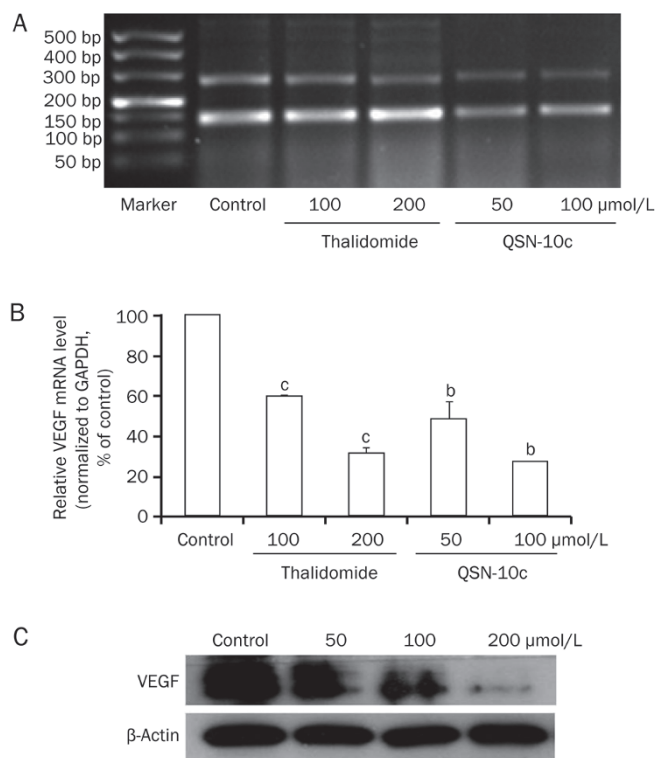 A
500 bp
400 bp
300 bp
200 bp
150 bp
100 bp
50 bp
Marker Control 100 200 50 100 μmol/L
Thalidomide QSN-10c
B
Relative VEGF mRNA level
(normalized to GAPDH,
% of control)
100
80
60
40
20
0
c
c
b
b
Control 100 200 50 100 μmol/L
Thalidomide QSN-10c
C
Control 50 100 200 μmol/L
VEGF
β-Actin